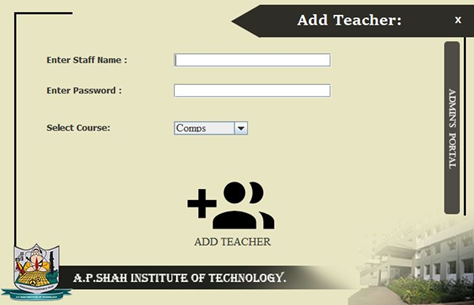 Add Teacher: X
Enter Staff Name :
Enter Password :
ADMIN'S PORTAL
Select Course: Comps
ADD TEACHER
A.P.SHAH INSTITUTE OF TECHNOLOGY.